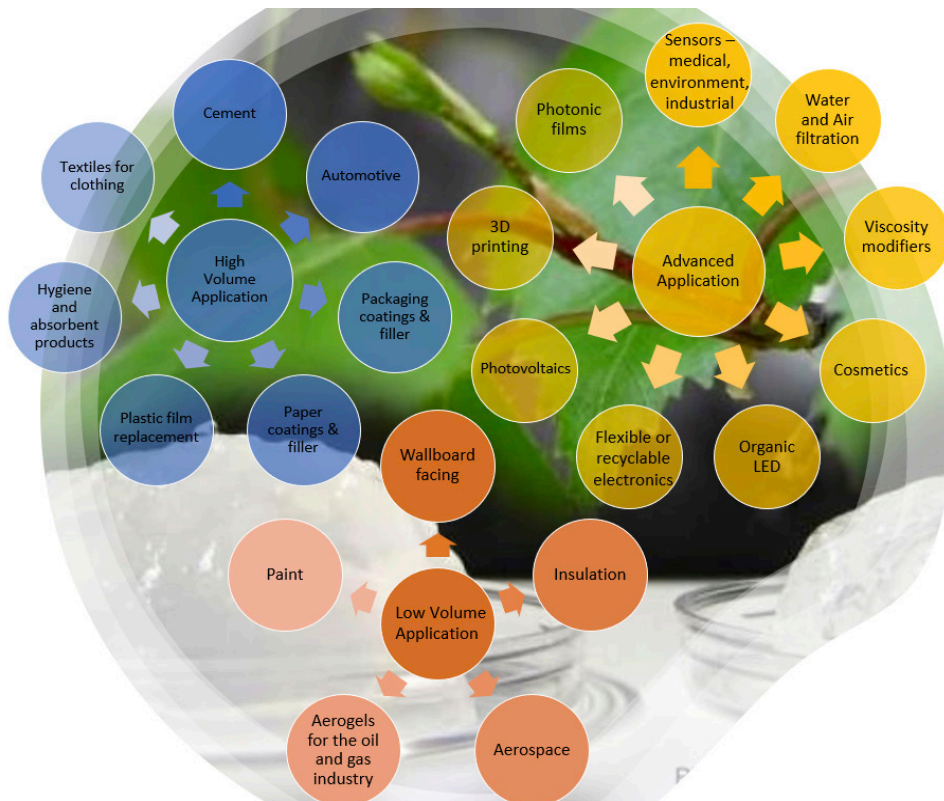 Cement
Automotive
Packaging
coatings &
filler
Paper
coatings &
filler
Plastic film
replacement
Hygiene
and
absorbent
products
Textiles for
clothing
High
Volume
Application
Sensors –
medical,
environment,
industrial
Water
and Air
filtration
Viscosity
modifiers
Cosmetics
Organic
LED
Flexible or
recyclable
electronics
Photovoltaics
3D
printing
Photonic
films
Advanced
Application
Wallboard
facing
Insulation
Aerospace
Aerogels
for the oil
and gas
industry
Paint
Low Volume
Application